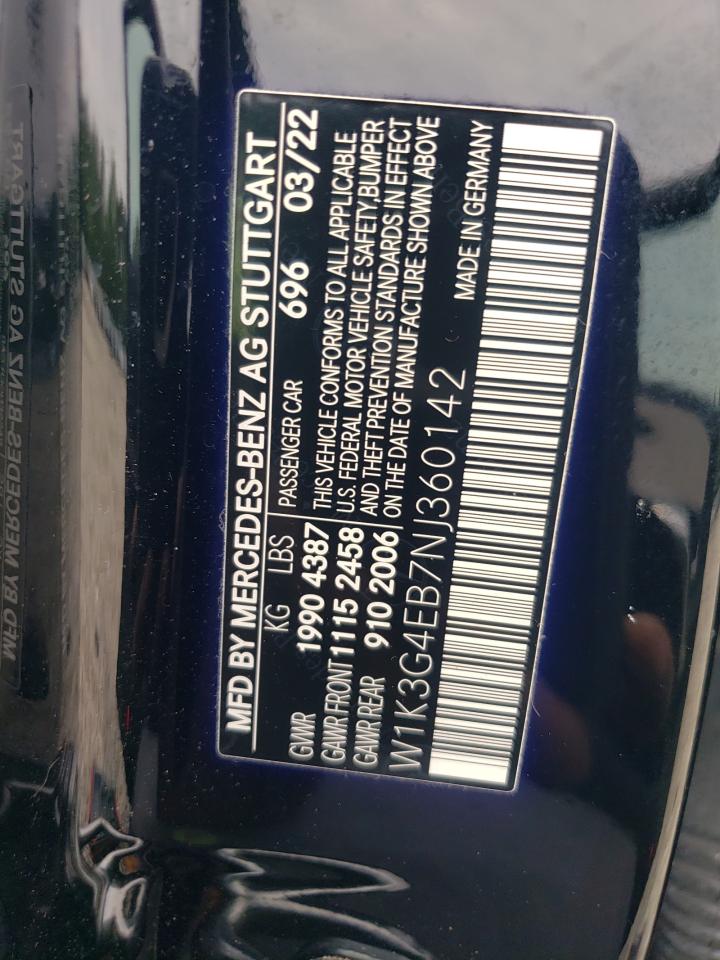 MFD BY MERCEDES-BENZ AG STUTTGART
KG LBS
GVWR 1990 4387
GAWR FRONT 1115 2458
GAWR REAR 910 2006
PASSENGER CAR 696 03/22
THIS VEHICLE CONFORMS TO ALL APPLICABLE
U.S. FEDERAL MOTOR VEHICLE SAFETY,BUMPER
AND THEFT PREVENTION STANDARDS IN EFFECT
ON THE DATE OF MANUFACTURE SHOWN ABOVE
W1K3G4EB7NJ360142
MADE IN GERMANY
MFD BY MERCEDES-BENZ AG STUTTGART